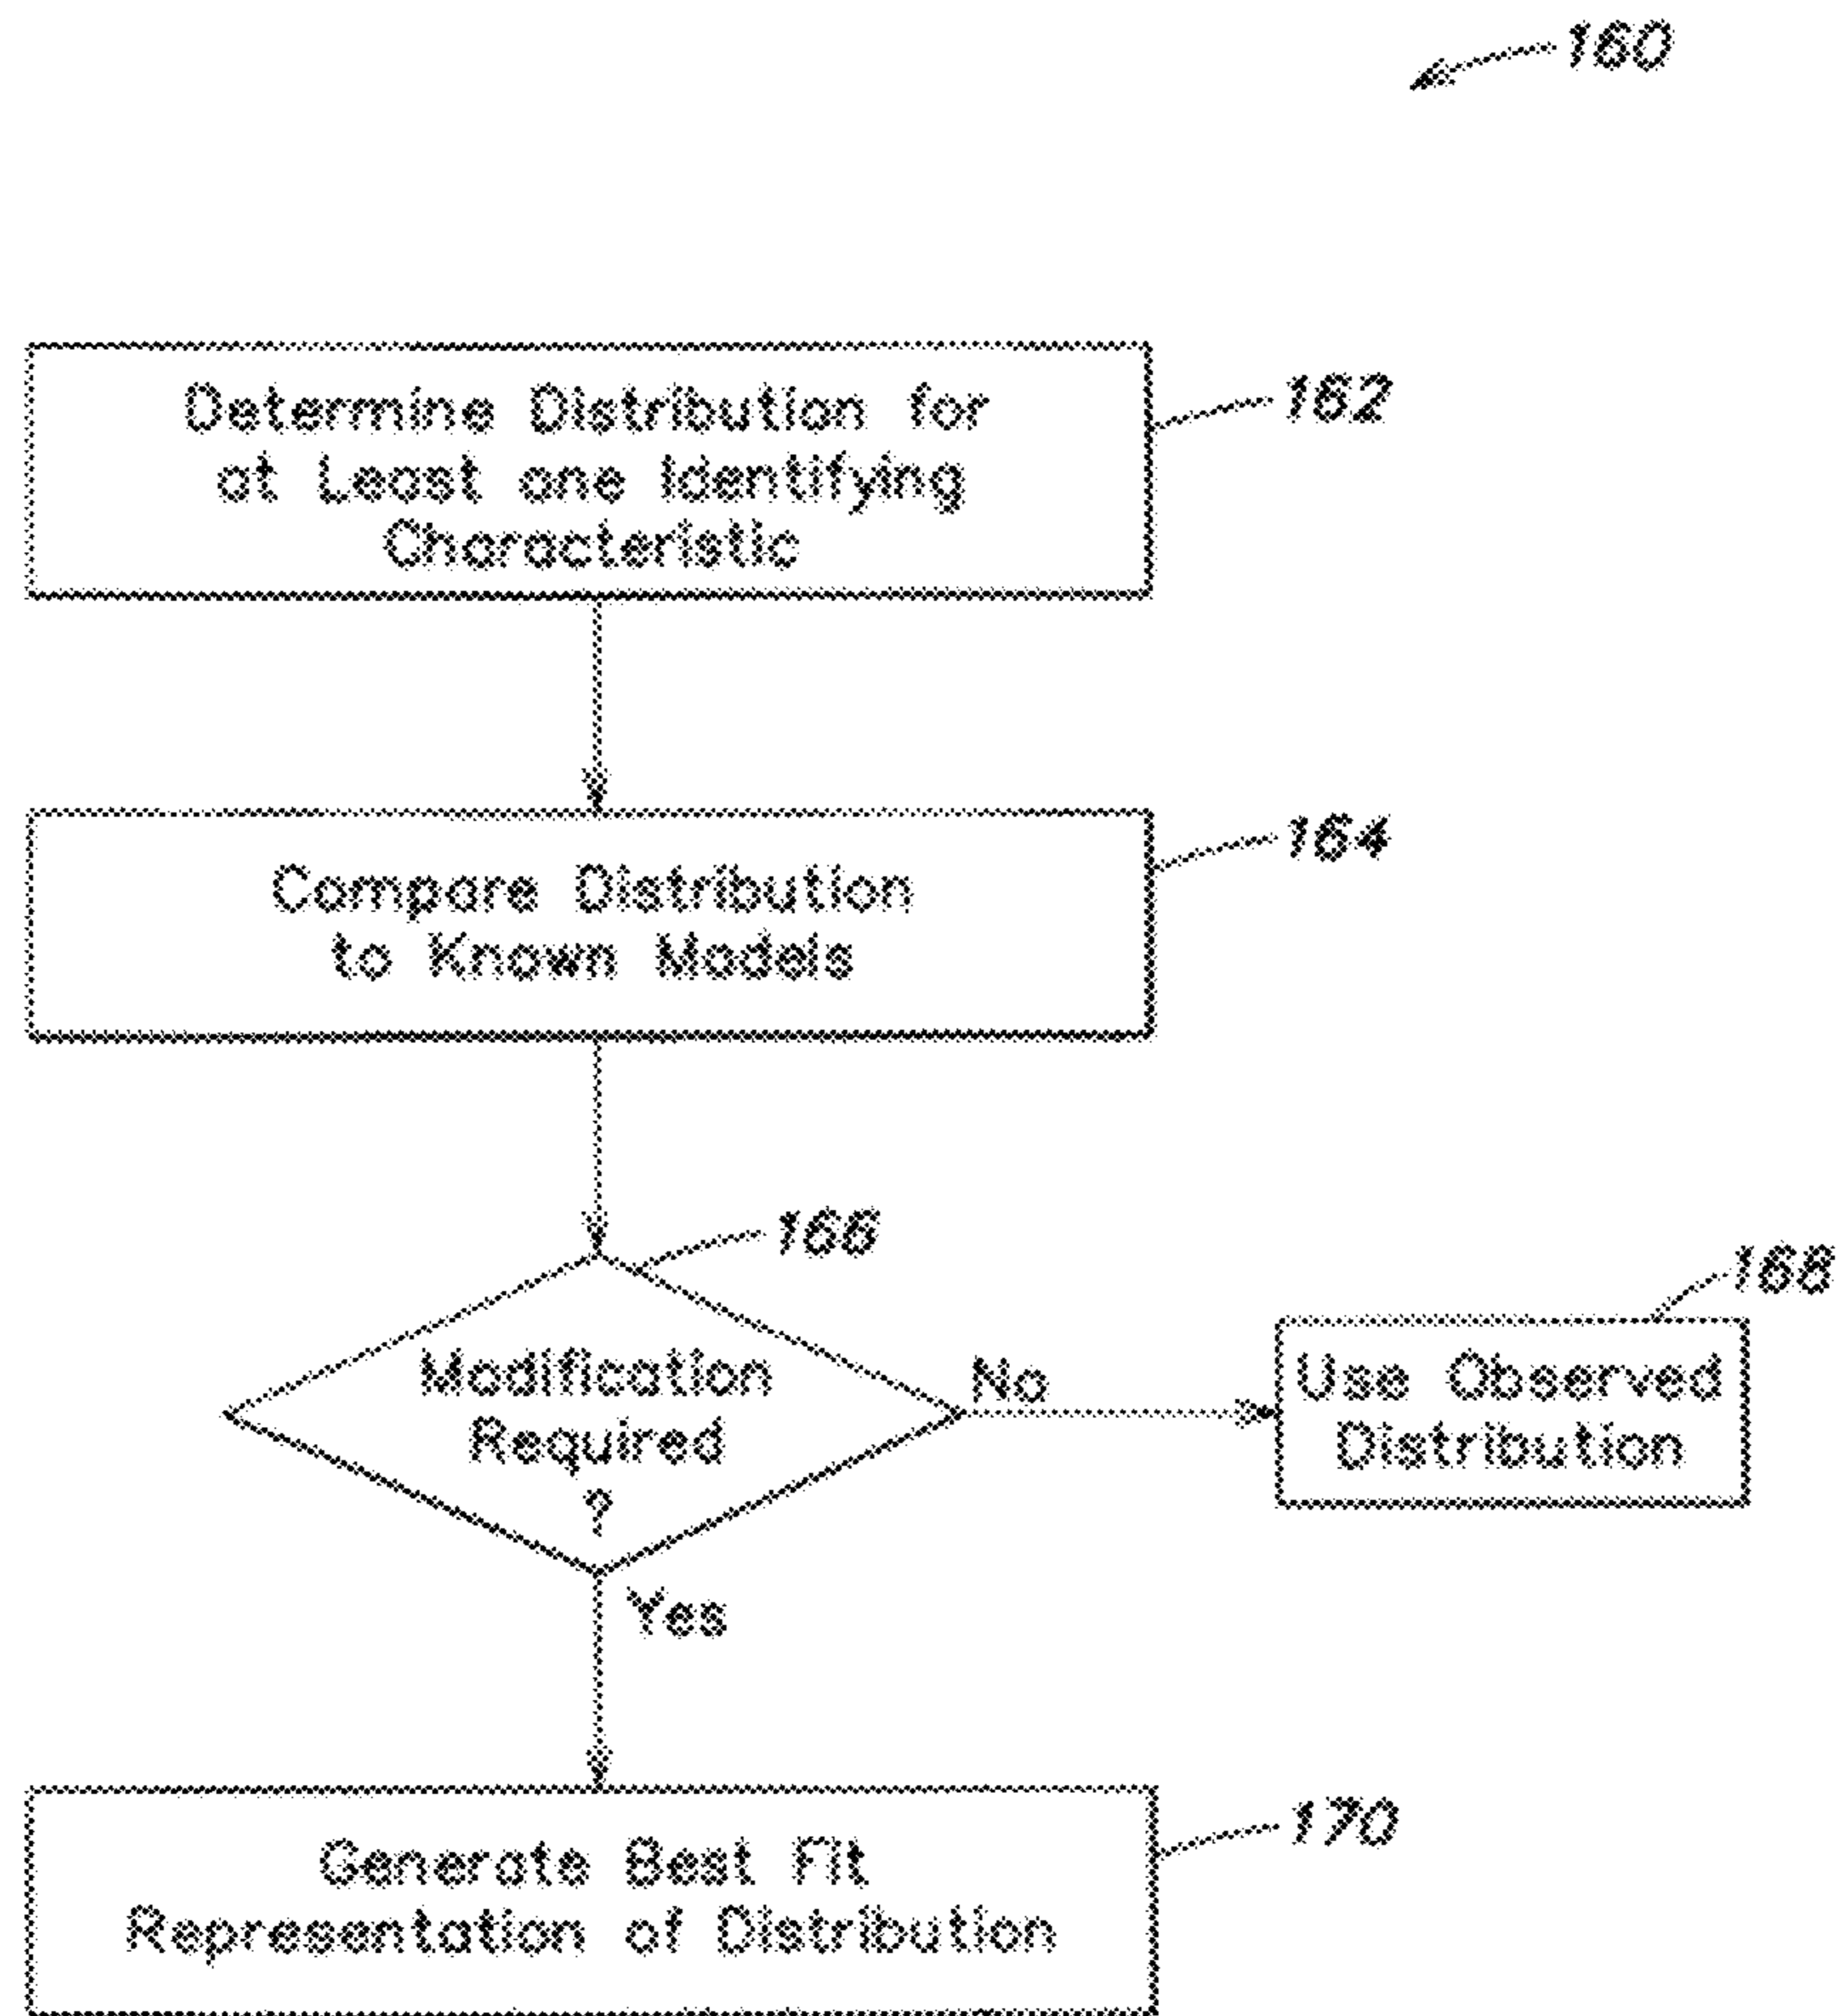 160
Determine Distribution for
at Least one Identifying
Characteristic
162
Compare Distribution
to Known Models
164
166
Modification
Required
?
No
168
Use Observed
Distribution
Yes
Generate Best Fit
Representation of Distribution
170